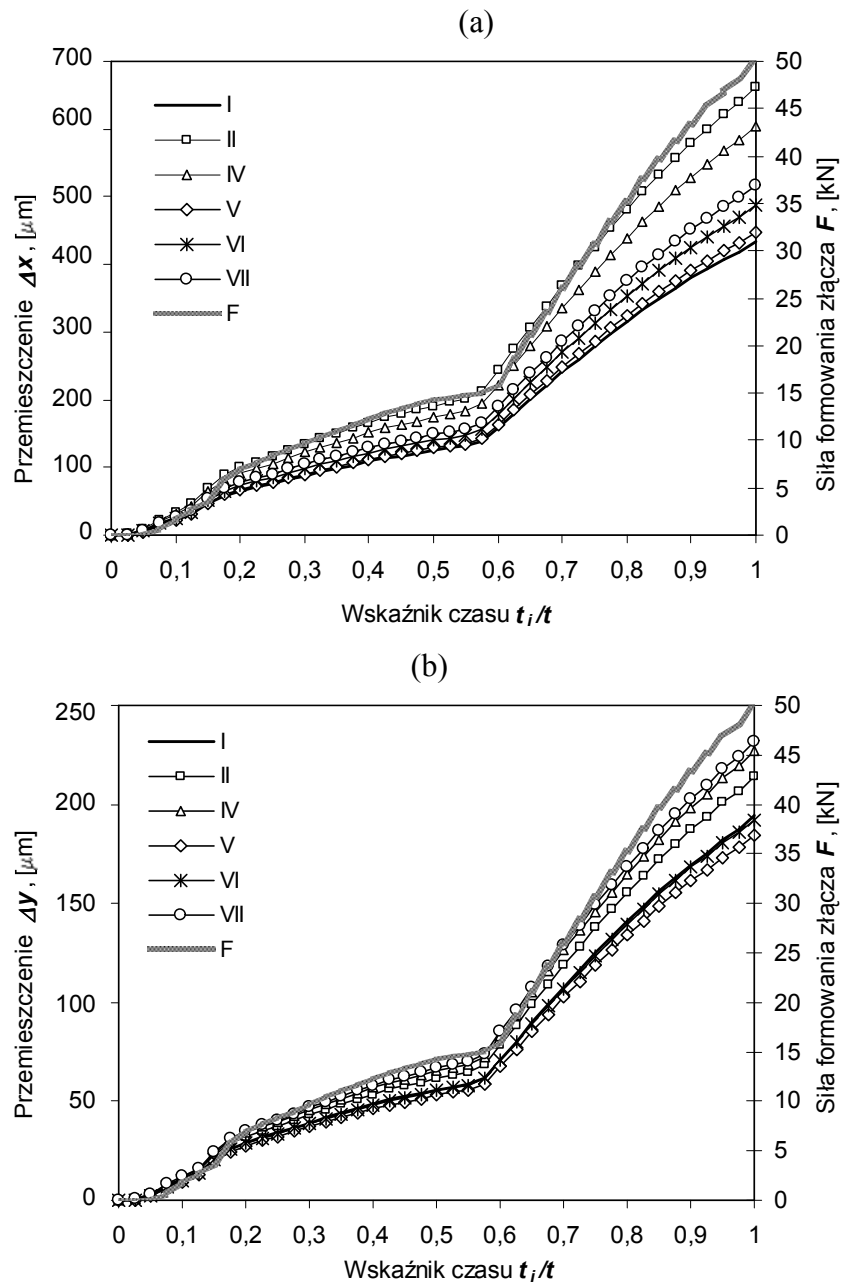 (a)
700
600
500
400
300
200
100
0
Przemieszczenie Δx, [μm]
I
II
IV
V
VI
VII
F
50
45
40
35
30
25
20
15
10
5
0
Siła formowania złącza F, [kN]
0 0,1 0,2 0,3 0,4 0,5 0,6 0,7 0,8 0,9 1
Wskaźnik czasu t i /t
(b)
250
200
150
100
50
0
Przemieszczenie Δy, [μm]
I
II
IV
V
VI
VII
F
50
45
40
35
30
25
20
15
10
5
0
Siła formowania złącza F, [kN]
0 0,1 0,2 0,3 0,4 0,5 0,6 0,7 0,8 0,9 1
Wskaźnik czasu t i /t